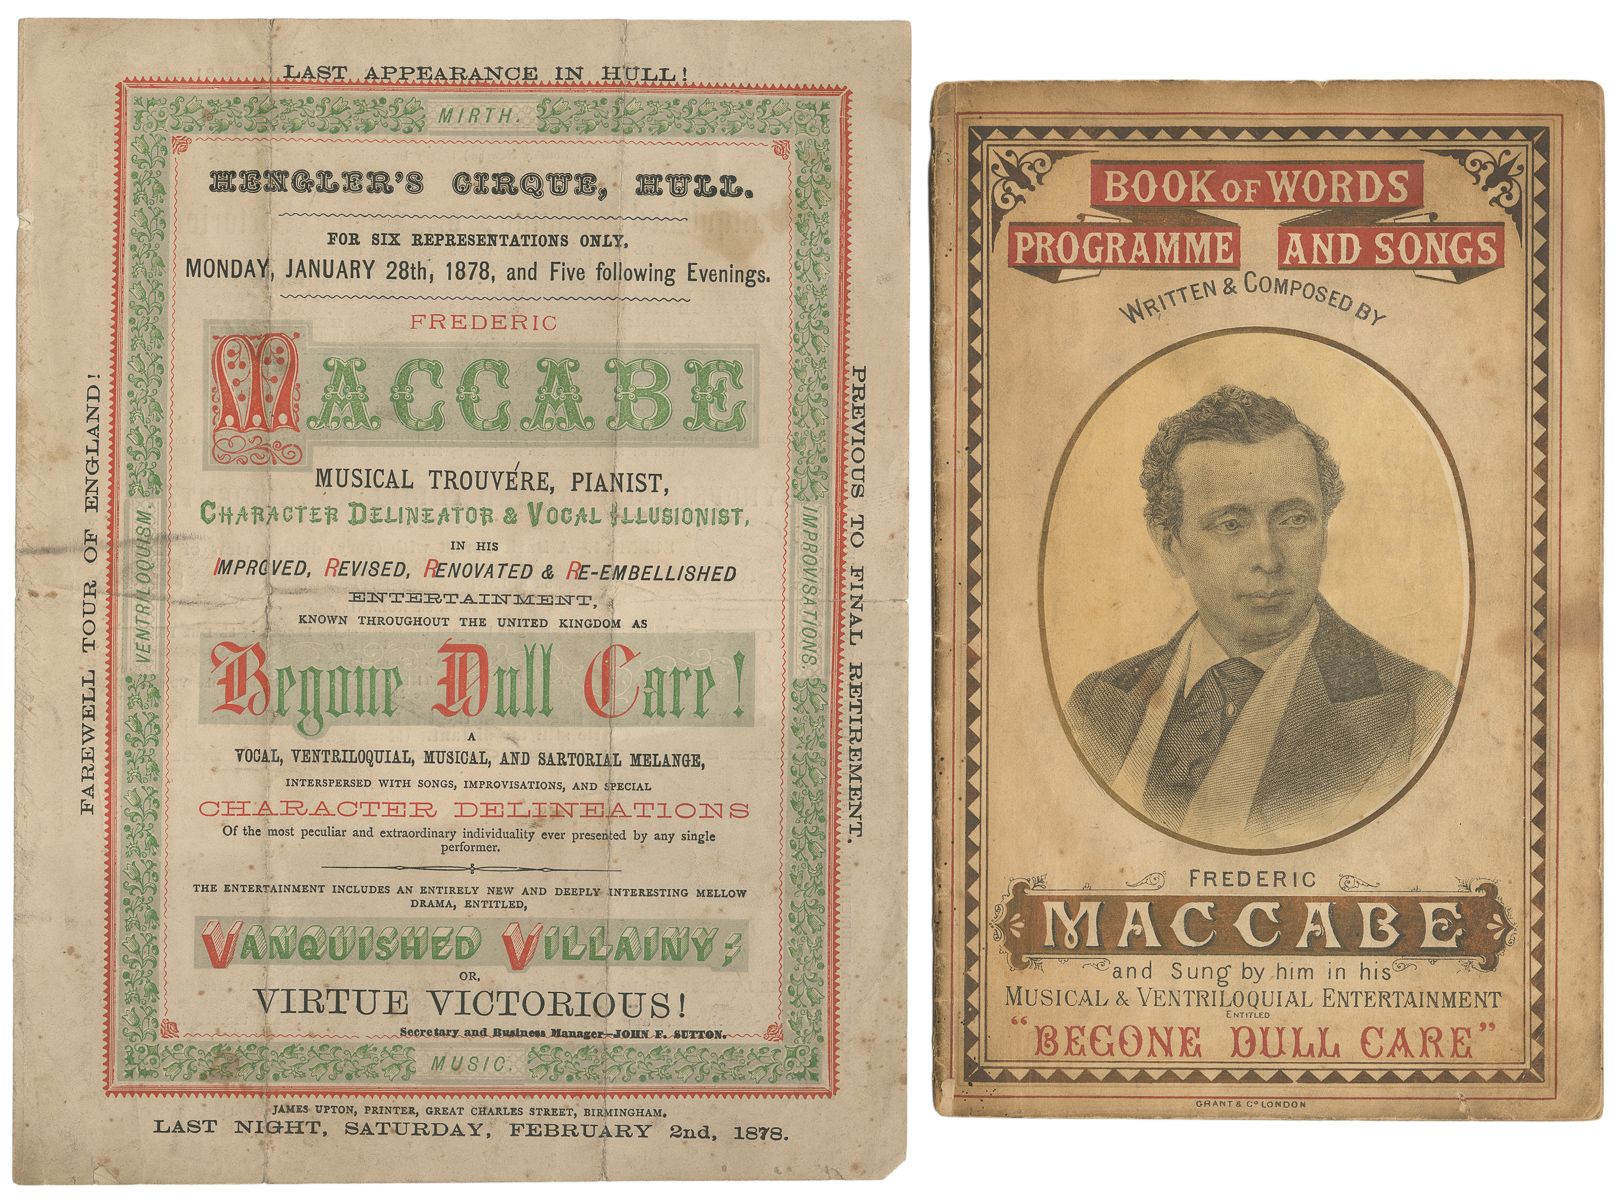 LAST APPEARANCE IN HULL!
MIRTH.
HENGLER'S CIRQUE, HULL.
FOR SIX REPRESENTATIONS ONLY,
MONDAY, JANUARY 28th, 1878, and Five following Evenings.
FREDERIC
MACCABE
MUSICAL TROUVÉRE, PIANIST,
CHARACTER DELINEATOR & VOCAL ILLUSIONIST,
IN HIS
IMPROVED, REVISED, RENOVATED & RE-EMBELLISHED
ENTERTAINMENT,
KNOWN THROUGHOUT THE UNITED KINGDOM AS
Begone Dull Care!
A
VOCAL, VENTRILOQUIAL, MUSICAL, AND SARTORIAL MELANGE,
INTERSPERSED WITH SONGS, IMPROVISATIONS, AND SPECIAL
CHARACTER DELINEATIONS
Of the most peculiar and extraordinary individuality ever presented by any single
performer.
THE ENTERTAINMENT INCLUDES AN ENTIRELY NEW AND DEEPLY INTERESTING MELLOW
DRAMA, ENTITLED,
VANQUISHED VILLAINY;
OR,
VIRTUE VICTORIOUS!
Secretary and Business Manager—JOHN F. SUTTON.
MUSIC.
VENTRILOQUISM.
IMPROVISATIONS.
FAREWELL TOUR OF ENGLAND!
PREVIOUS TO FINAL RETIREMENT.
JAMES UPTON, PRINTER, GREAT CHARLES STREET, BIRMINGHAM.
LAST NIGHT, SATURDAY, FEBRUARY 2nd, 1878.
BOOK OF WORDS
PROGRAMME AND SONGS
WRITTEN & COMPOSED BY
FREDERIC
MACCABE
and Sung by him in his
MUSICAL & VENTRILOQUIAL ENTERTAINMENT
ENTITLED
"BEGONE DULL CARE"
GRANT & Co LONDON